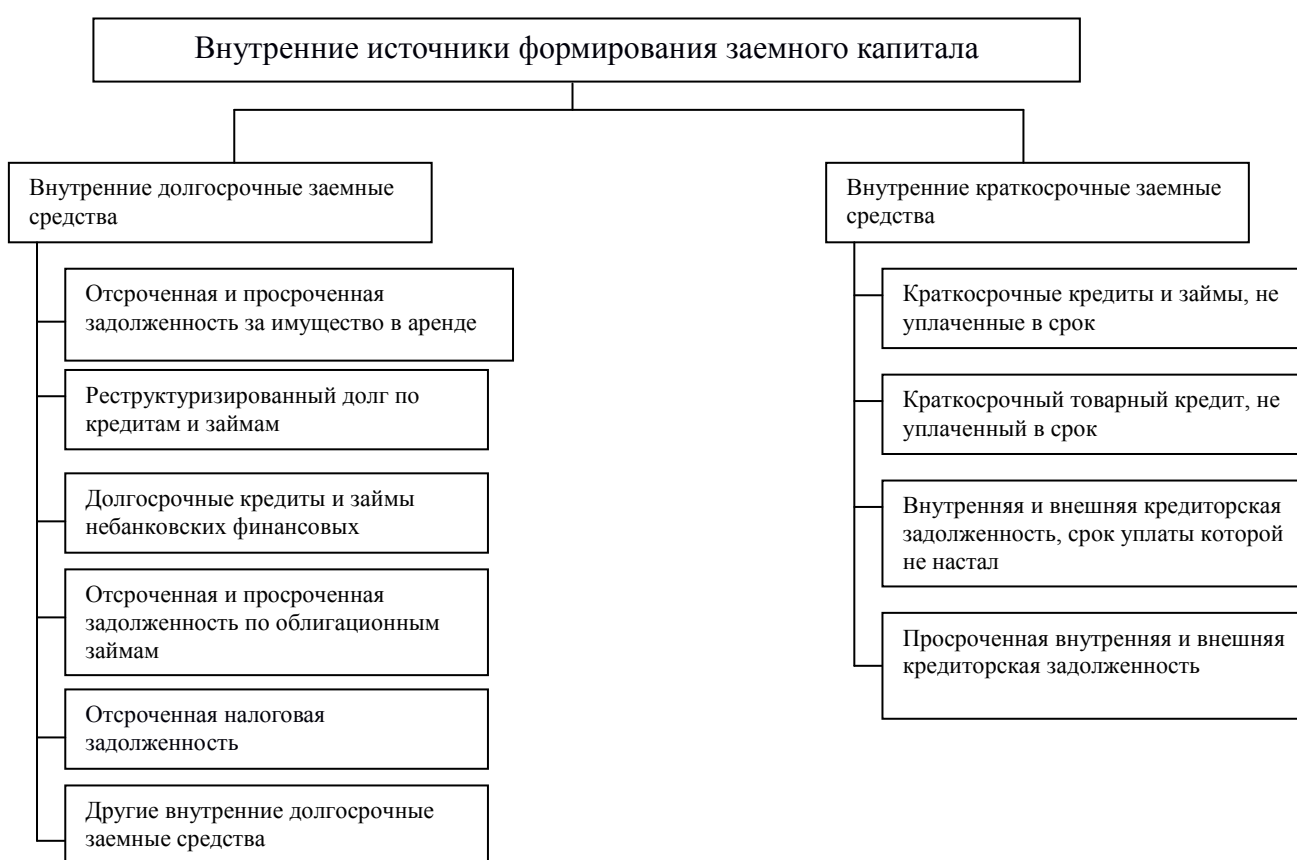 Внутренние источники формирования заемного капитала
Внутренние долгосрочные заемные
средства
Отсроченная и просроченная
задолженность за имущество в аренде
Реструктуризированный долг по
кредитам и займам
Долгосрочные кредиты и займы
небанковских финансовых
Отсроченная и просроченная
задолженность по облигационным
займам
Отсроченная налоговая
задолженность
Другие внутренние долгосрочные
заемные средства
Внутренние краткосрочные заемные
средства
Краткосрочные кредиты и займы, не
уплаченные в срок
Краткосрочный товарный кредит, не
уплаченный в срок
Внутренняя и внешняя кредиторская
задолженность, срок уплаты которой
не настал
Просроченная внутренняя и внешняя
кредиторская задолженность